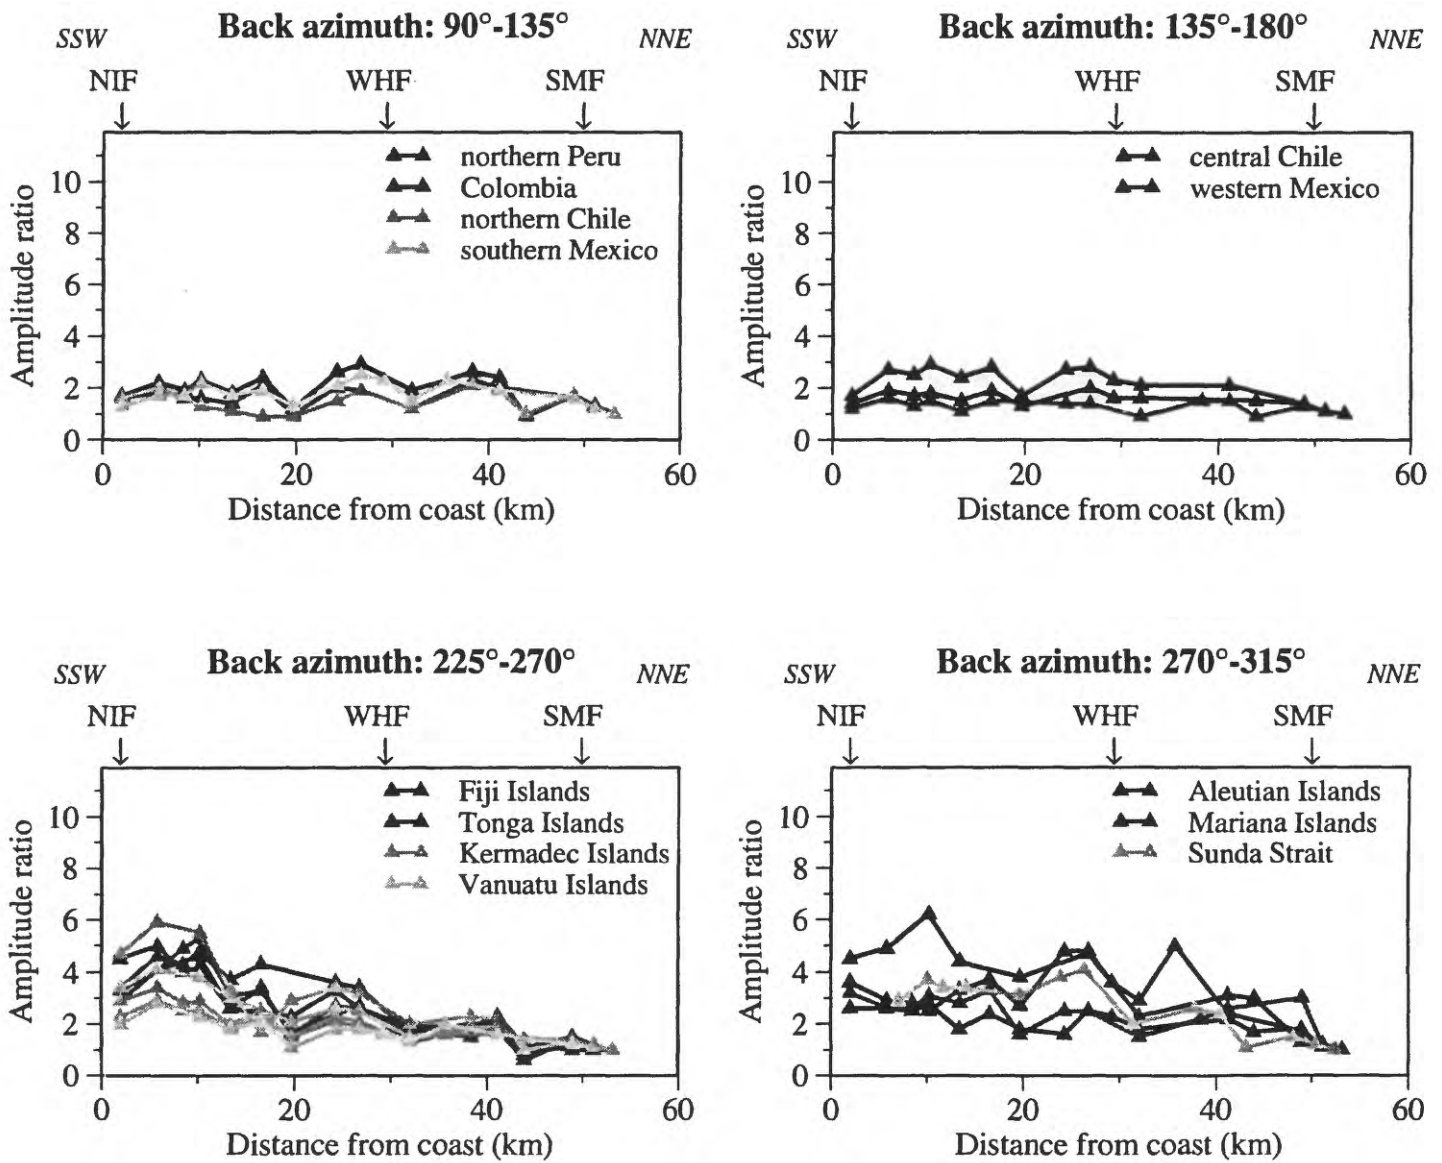 Back azimuth: 90°-135°
SSW
NNE
NIF
WHF
SMF
northern Peru
Colombia
northern Chile
southern Mexico
Amplitude ratio
10
8
6
4
2
0
0
20
40
60
Distance from coast (km)
Back azimuth: 135°-180°
SSW
NNE
NIF
WHF
SMF
central Chile
western Mexico
Amplitude ratio
10
8
6
4
2
0
0
20
40
60
Distance from coast (km)
Back azimuth: 225°-270°
SSW
NNE
NIF
WHF
SMF
Fiji Islands
Tonga Islands
Kermadec Islands
Vanuatu Islands
Amplitude ratio
10
8
6
4
2
0
0
20
40
60
Distance from coast (km)
Back azimuth: 270°-315°
SSW
NNE
NIF
WHF
SMF
Aleutian Islands
Mariana Islands
Sunda Strait
Amplitude ratio
10
8
6
4
2
0
0
20
40
60
Distance from coast (km)